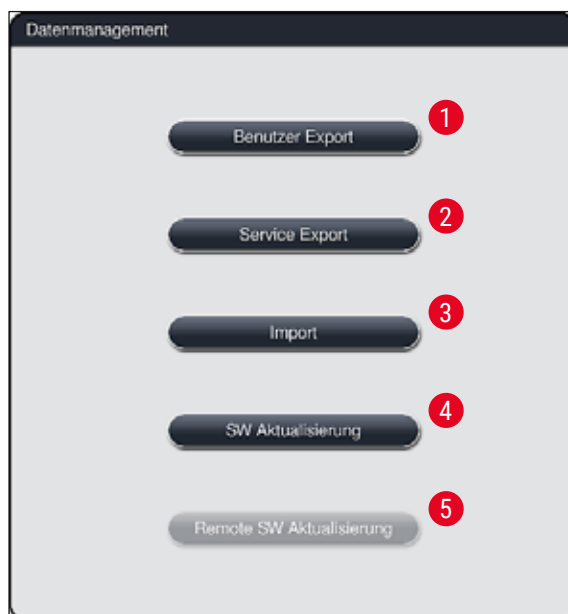 Datenmanagement
1
Benutzer Export
2
Service Export
3
Import
4
SW Aktualisierung
5
Remote SW Aktualisierung